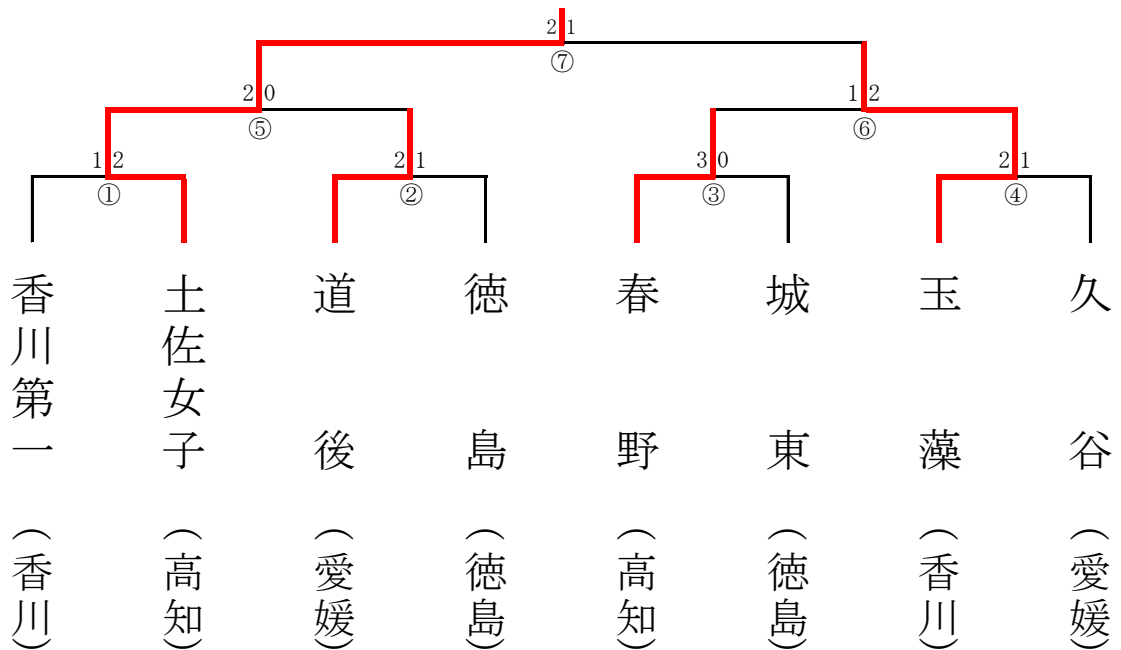 2 1
⑦
2 0
1 2
⑤
⑥
1 2
2 1
3 0
2 1
①
②
③
④
香川第一(香川)
土佐女子(高知)
道後(愛媛)
徳島(徳島)
春野(高知)
城東(徳島)
玉藻(香川)
久谷(愛媛)